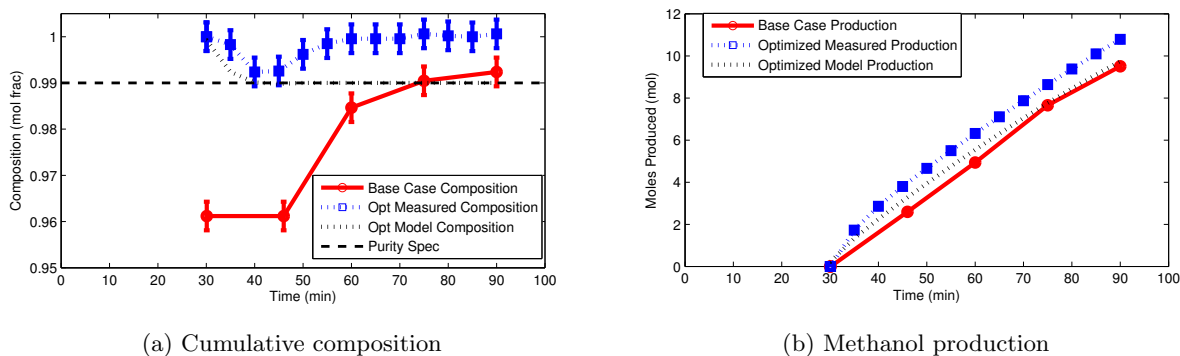 1
0.99
0.98
0.97
0.96
0.95
Composition (mol frac)
0 10 20 30 40 50 60 70 80 90 100
Time (min)
Base Case Composition
Opt Measured Composition
Opt Model Composition
Purity Spec
(a) Cumulative composition
12
10
8
6
4
2
0
Moles Produced (mol)
0 10 20 30 40 50 60 70 80 90 100
Time (min)
Base Case Production
Optimized Measured Production
Optimized Model Production
(b) Methanol production